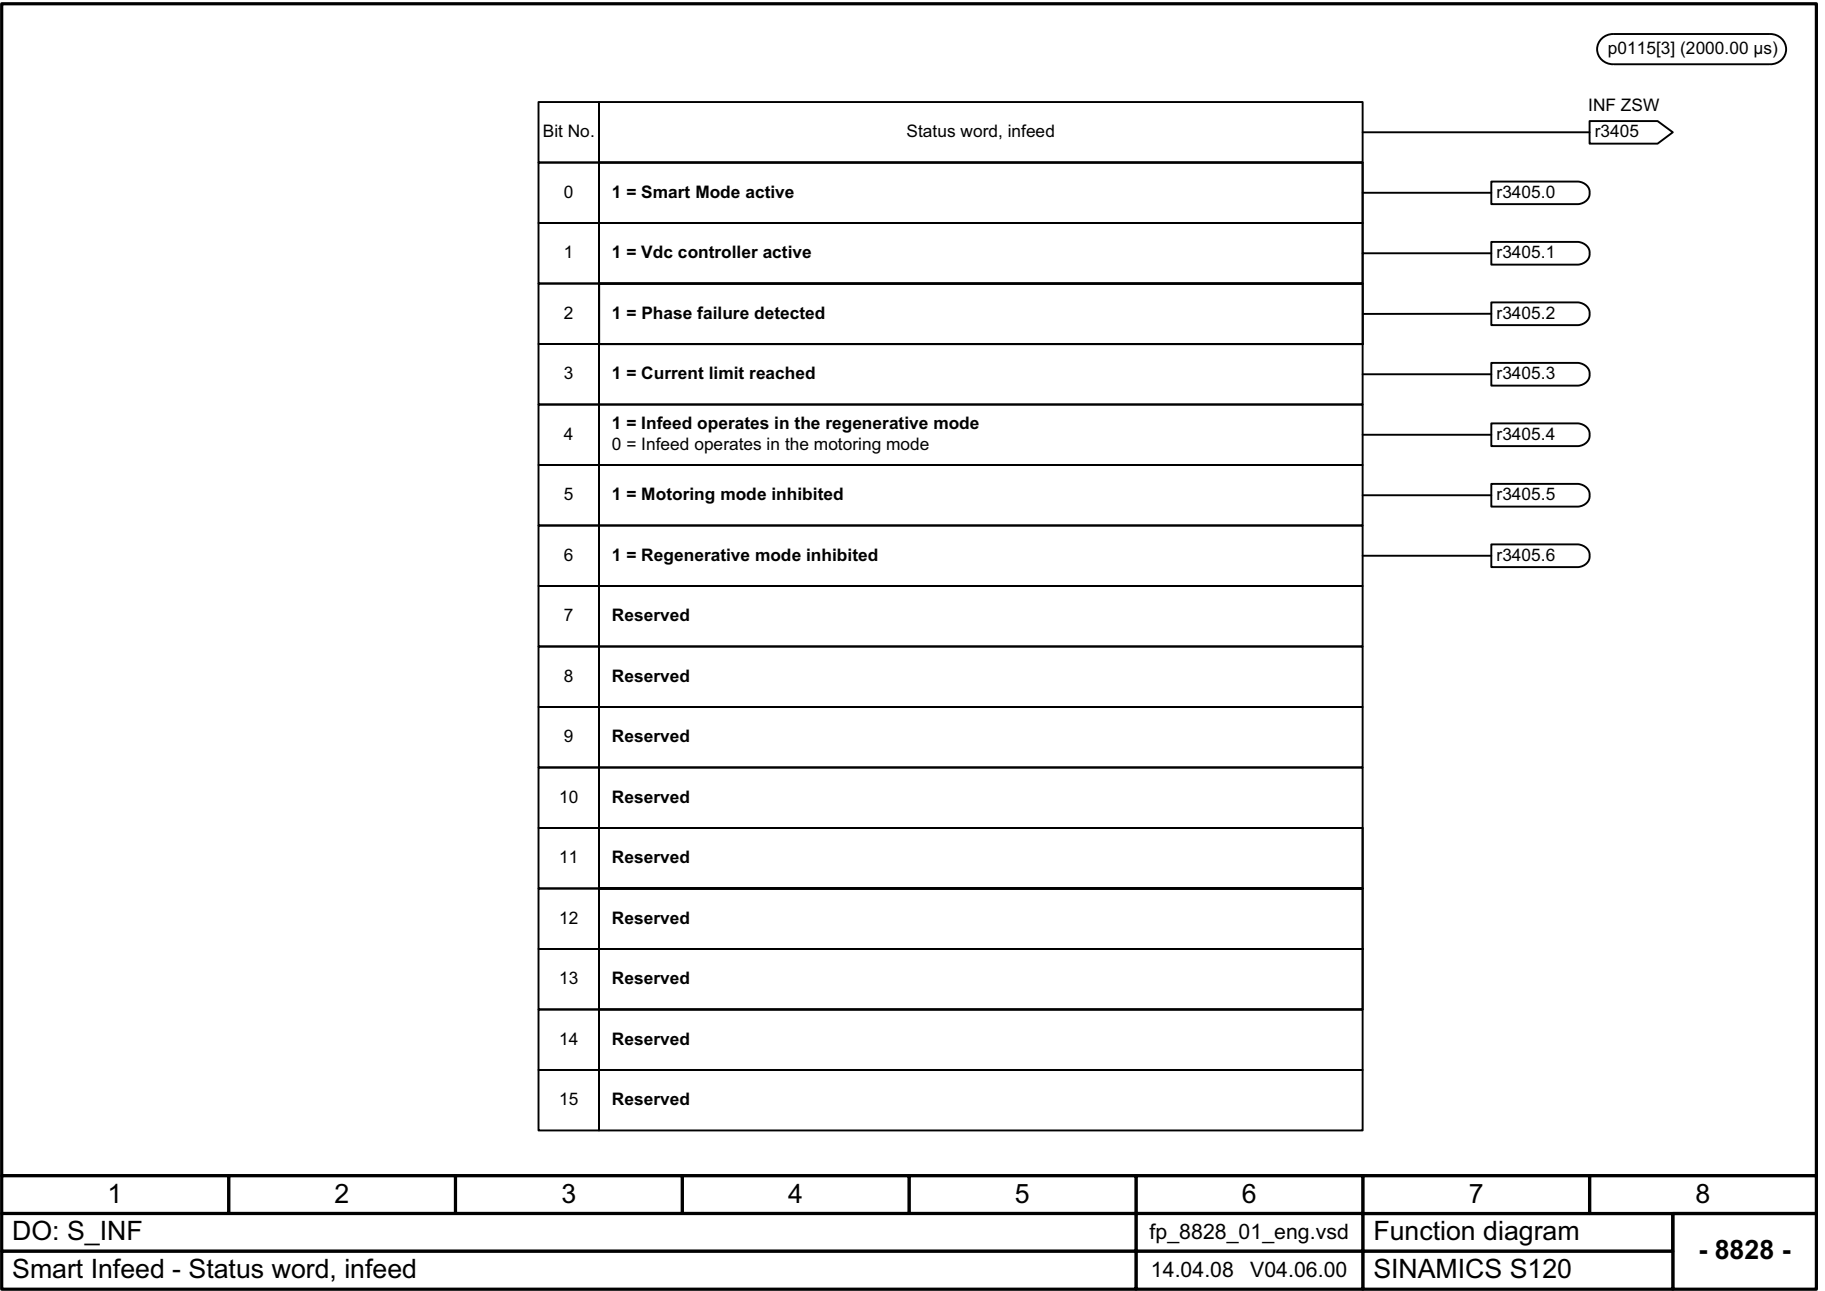 p0115[3] (2000.00 µs)
INF ZSW
Bit No. Status word, infeed r3405
0 1 = Smart Mode active r3405.0
1 1 = Vdc controller active r3405.1
2 1 = Phase failure detected r3405.2
3 1 = Current limit reached r3405.3
4 1 = Infeed operates in the regenerative mode
0 = Infeed operates in the motoring mode r3405.4
5 1 = Motoring mode inhibited r3405.5
6 1 = Regenerative mode inhibited r3405.6
7 Reserved
8 Reserved
9 Reserved
10 Reserved
11 Reserved
12 Reserved
13 Reserved
14 Reserved
15 Reserved
1 2 3 4 5 6 7 8
DO: S_INF fp_8828_01_eng.vsd Function diagram
- 8828 -
Smart Infeed - Status word, infeed 14.04.08 V04.06.00 SINAMICS S120